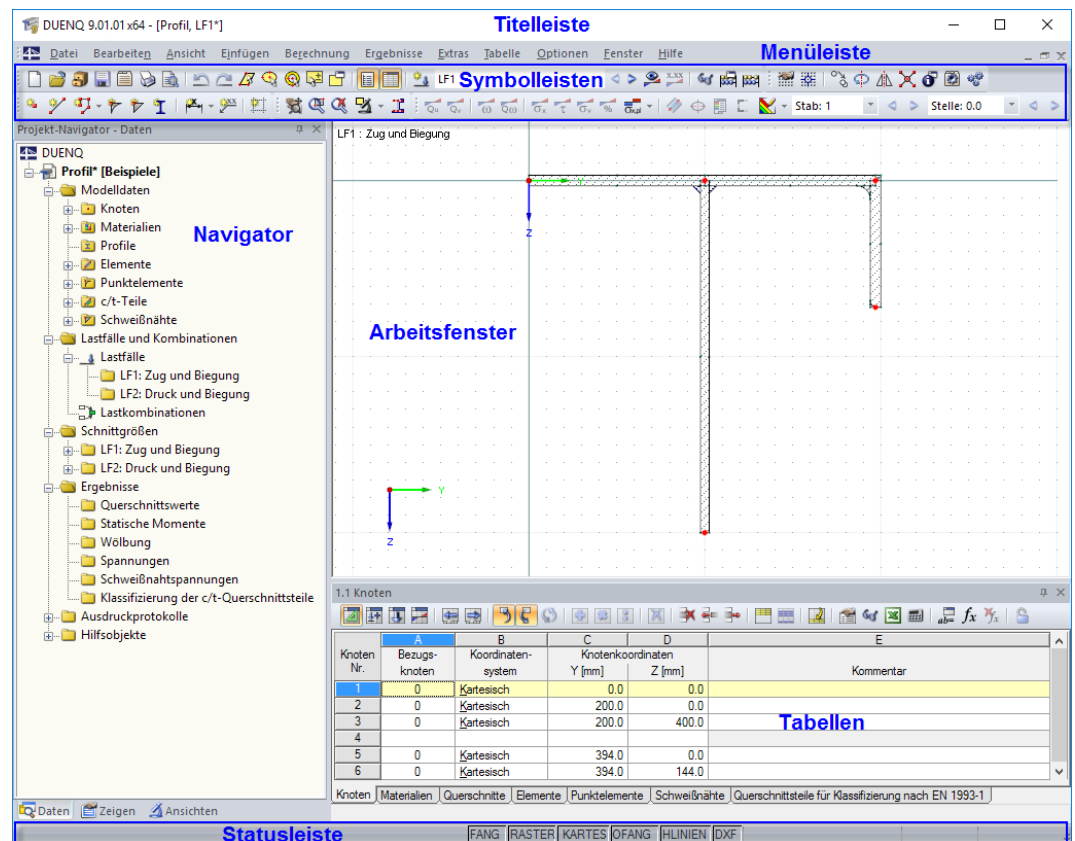 DUENQ 9.01.01 x64 - [Profil, LF1*]
Titelleiste
Datei Bearbeiten Ansicht Einfügen Berechnung Ergebnisse Extras Tabelle Optionen Fenster Hilfe
Menüleiste
LF1
Symbolleisten
Stab: 1
Stelle: 0.0
Projekt-Navigator - Daten
DUENQ
Profil* [Beispiele]
Modelldaten
Knoten
Materialien
Profile
Elemente
Punktelemente
c/t-Teile
Schweißnähte
Lastfälle und Kombinationen
Lastfälle
LF1: Zug und Biegung
LF2: Druck und Biegung
Lastkombinationen
Schnittgrößen
LF1: Zug und Biegung
LF2: Druck und Biegung
Ergebnisse
Querschnittswerte
Statische Momente
Wölbung
Spannungen
Schweißnahtspannungen
Klassifizierung der c/t-Querschnittsteile
Ausdruckprotokolle
Hilfsobjekte
Navigator
Daten Zeigen Ansichten
LF1 : Zug und Biegung
Y
Z
Arbeitsfenster
Y
Z
1.1 Knoten
A B C D E
Knoten Bezugs- Koordinaten- Knotenkoordinaten
Nr. knoten system Y [mm] Z [mm] Kommentar
1 0 Kartesisch 0.0 0.0
2 0 Kartesisch 200.0 0.0
3 0 Kartesisch 200.0 400.0
4
5 0 Kartesisch 394.0 0.0
6 0 Kartesisch 394.0 144.0
Tabellen
Knoten Materialien Querschnitte Elemente Punktelemente Schweißnähte Querschnittsteile für Klassifizierung nach EN 1993-1
Statusleiste
FANG RASTER KARTES OFANG HLINIEN DXF